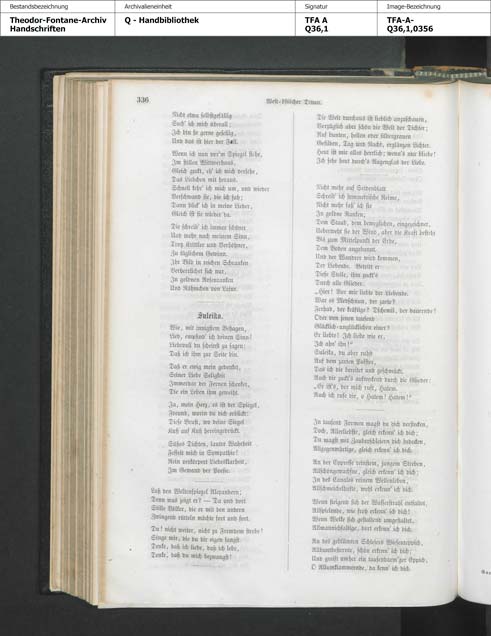 Bestandsbezeichnung
Theodor-Fontane-Archiv
Handschriften
Archivalieneinheit
Q - Handbibliothek
Signatur
TFA A
Q36,1
Image-Bezeichnung
TFA-A-
Q36,1,0356
336
West-östlicher Divan.
Nicht etwa selbstgefällig
Such' ich mich überall;
Ich bin so gerne gesellig,
Und das ist hier der Fall.
Wenn ich nun vor'm Spiegel stehe,
Im stillen Wittwerhaus,
Gleich guckt, eh' ich mich versehe,
Das Liebchen mit heraus.
Schnell kehr' ich mich um, und wieder
Verschwand sie, die ich sah;
Dann blick' ich in meine Lieder,
Gleich ist sie wieder da.
Die schreib' ich immer schöner
Und mehr nach meinem Sinn,
Trotz Krittler und Verhöhner,
Zu täglichem Gewinn.
Ihr Bild in reichen Schranken
Verherrlichet sich nur,
In goldnen Rosenranken
Und Rähmchen von Lasur.
Suleika.
Wie, mit innigstem Behagen,
Lied, empfind' ich deinen Sinn!
Liebevoll du scheinst zu sagen:
Daß ich ihm zur Seite bin.
Daß er ewig mein gedenket,
Seiner Liebe Seligkeit
Immerdar der Fernen schenket,
Die ein Leben ihm geweiht.
Ja, mein Herz, es ist der Spiegel,
Freund, worin du dich erblickt;
Diese Brust, wo deine Siegel
Kuß auf Kuß hereingedrückt.
Süßes Dichten, lautre Wahrheit
Fesselt mich in Sympathie!
Rein verkörpert Liebesklarheit,
Im Gewand der Poesie.
Laß den Weltenspiegel Alexandern;
Denn was zeigt er? — Da und dort
Stille Völker, die er mit den andern
Zwingend rütteln möchte fort und fort.
Du! nicht weiter, nicht zu Fremdem strebe!
Singe mir, die du dir eigen sangst.
Denke, daß ich liebe, daß ich lebe,
Denke, daß du mich bezwangst!
Die Welt durchaus ist lieblich anzuschauen,
Vorzüglich aber schön die Welt der Dichter;
Auf bunten, hellen oder silbergrauen
Gefilden, Tag und Nacht, erglänzen Lichter.
Heut ist mir alles herrlich; wenn's nur bliebe!
Ich sehe heut durch's Augenglas der Liebe.
Nicht mehr auf Seidenblatt
Schreib' ich symmetrische Reime,
Nicht mehr fass' ich sie
In goldne Ranken;
Dem Staub, dem beweglichen, eingezeichnet,
Ueberweht sie der Wind, aber die Kraft besteht
Bis zum Mittelpunkt der Erde,
Dem Boden angebannt.
Und der Wandrer wird kommen,
Der Liebende. Betritt er
Diese Stelle, ihm zuckt's
Durch alle Glieder.
„Hier! Vor mir liebte der Liebende.
War es Medschnun, der zarte?
Ferhad, der kräftige? Dschemil, der dauernde?
Oder von jenen tausend
Glücklich-unglücklichen einer?
Er liebte! Ich liebe wie er,
Ich ahn' ihn!“
Suleika, du aber ruhst
Auf dem zarten Polster,
Das ich dir bereitet und geschmückt.
Auch dir zuckt's aufweckend durch die Glieder:
„Er ist's, der mich ruft, Hatem.
Auch ich rufe dir, o Hatem! Hatem!“
In tausend Formen magst du dich verstecken,
Doch, Allerliebste, gleich erkenn' ich dich;
Du magst mit Zauberschleiern dich bedecken,
Allgegenwärtige, gleich erkenn' ich dich.
An der Cypresse reinstem, jungem Streben,
Allschöngewachsne, gleich erkenn' ich dich;
In des Canales reinem Wellenleben,
Allschmeichelhafte, wohl erkenn' ich dich.
Wenn steigend sich der Wasserstrahl entfaltet,
Allspielende, wie froh erkenn' ich dich!
Wenn Wolke sich gestaltend umgestaltet,
Allmannichfaltige, dort erkenn' ich dich.
An des geblümten Schleiers Wiesenteppich,
Allbuntbesternte, schön erkenn' ich dich;
Und greift umher ein tausendarm'ger Eppich,
O Allumklammernde, da kenn' ich dich.